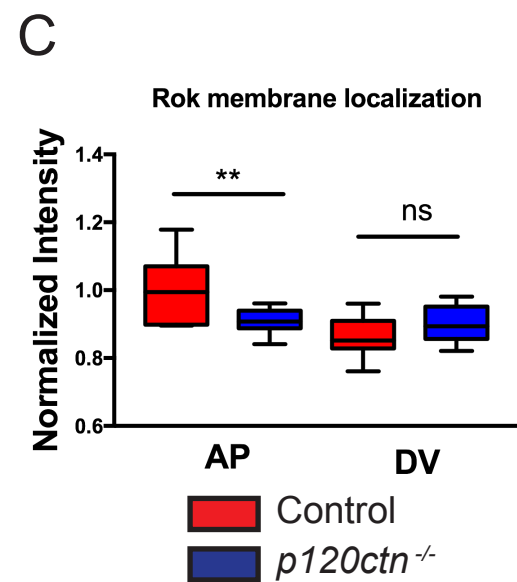 C
Rok membrane localization
Normalized Intensity
1.4
1.2
1.0
0.8
0.6
**
ns
AP DV
Control
p120ctn -/-